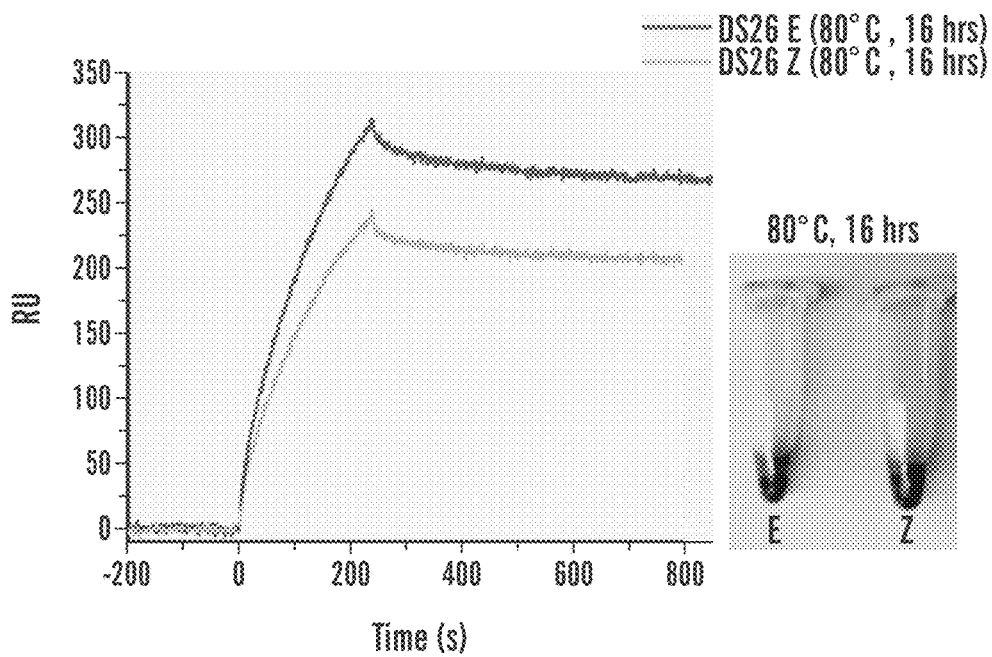 DS26 E (80°C , 16 hrs)
DS26 Z (80°C , 16 hrs)
350
300
250
200
150
100
50
0
RU
-200
0
200
400
600
800
Time (s)
80°C, 16 hrs
E
Z